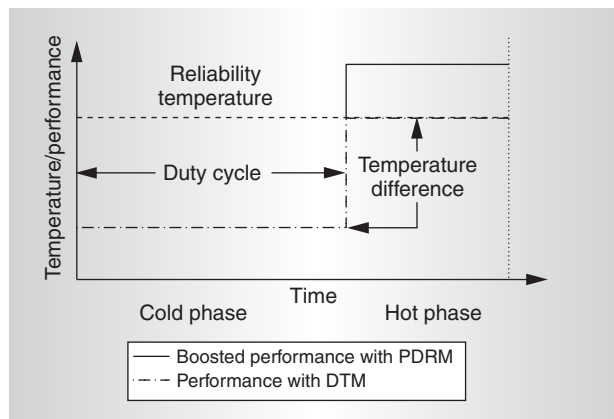 Temperature/performance
Reliability
temperature
Duty cycle
Temperature
difference
Time
Cold phase
Hot phase
Boosted performance with PDRM
Performance with DTM